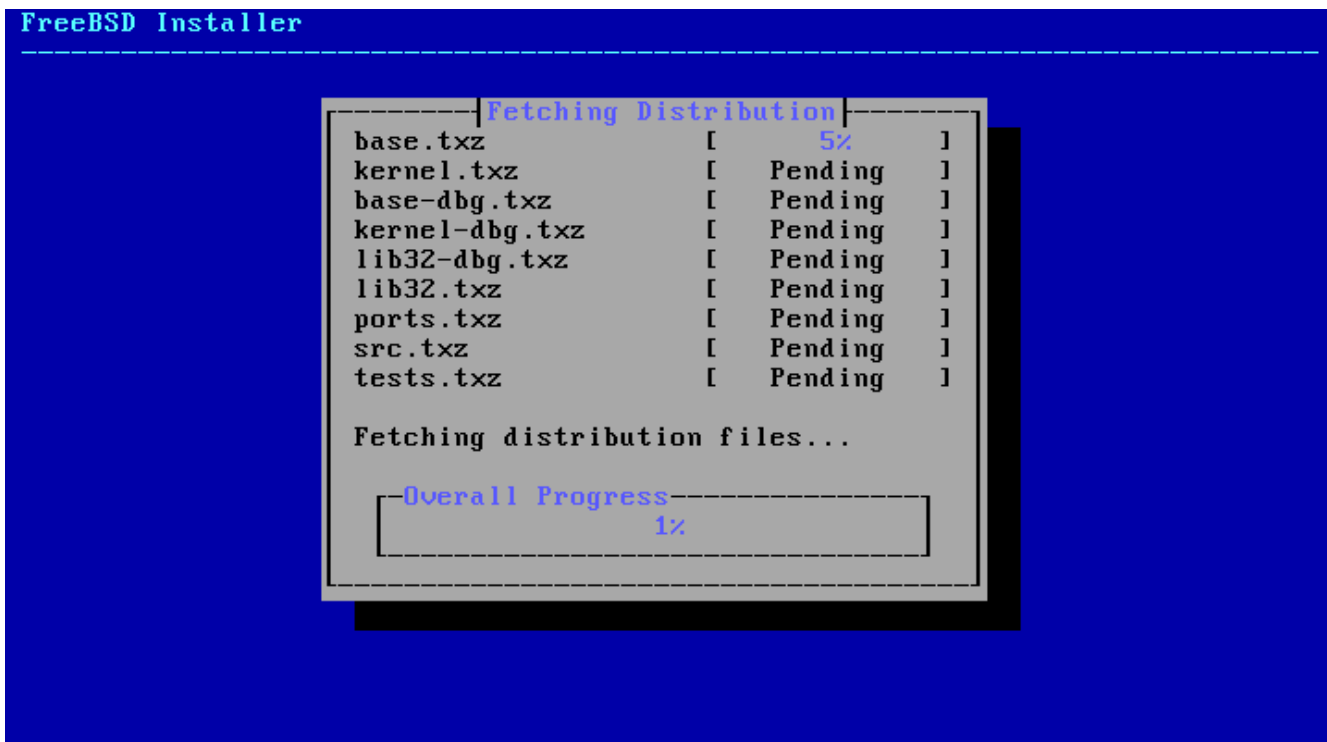 FreeBSD Installer
Fetching Distribution
base.txz [ 5% ]
kernel.txz [ Pending ]
base-dbg.txz [ Pending ]
kernel-dbg.txz [ Pending ]
lib32-dbg.txz [ Pending ]
lib32.txz [ Pending ]
ports.txz [ Pending ]
src.txz [ Pending ]
tests.txz [ Pending ]
Fetching distribution files...
Overall Progress
1%